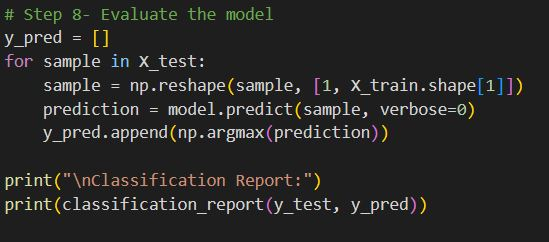 # Step 8- Evaluate the model
y_pred = []
for sample in X_test:
    sample = np.reshape(sample, [1, X_train.shape[1]])
    prediction = model.predict(sample, verbose=0)
    y_pred.append(np.argmax(prediction))

print("\nClassification Report:")
print(classification_report(y_test, y_pred))